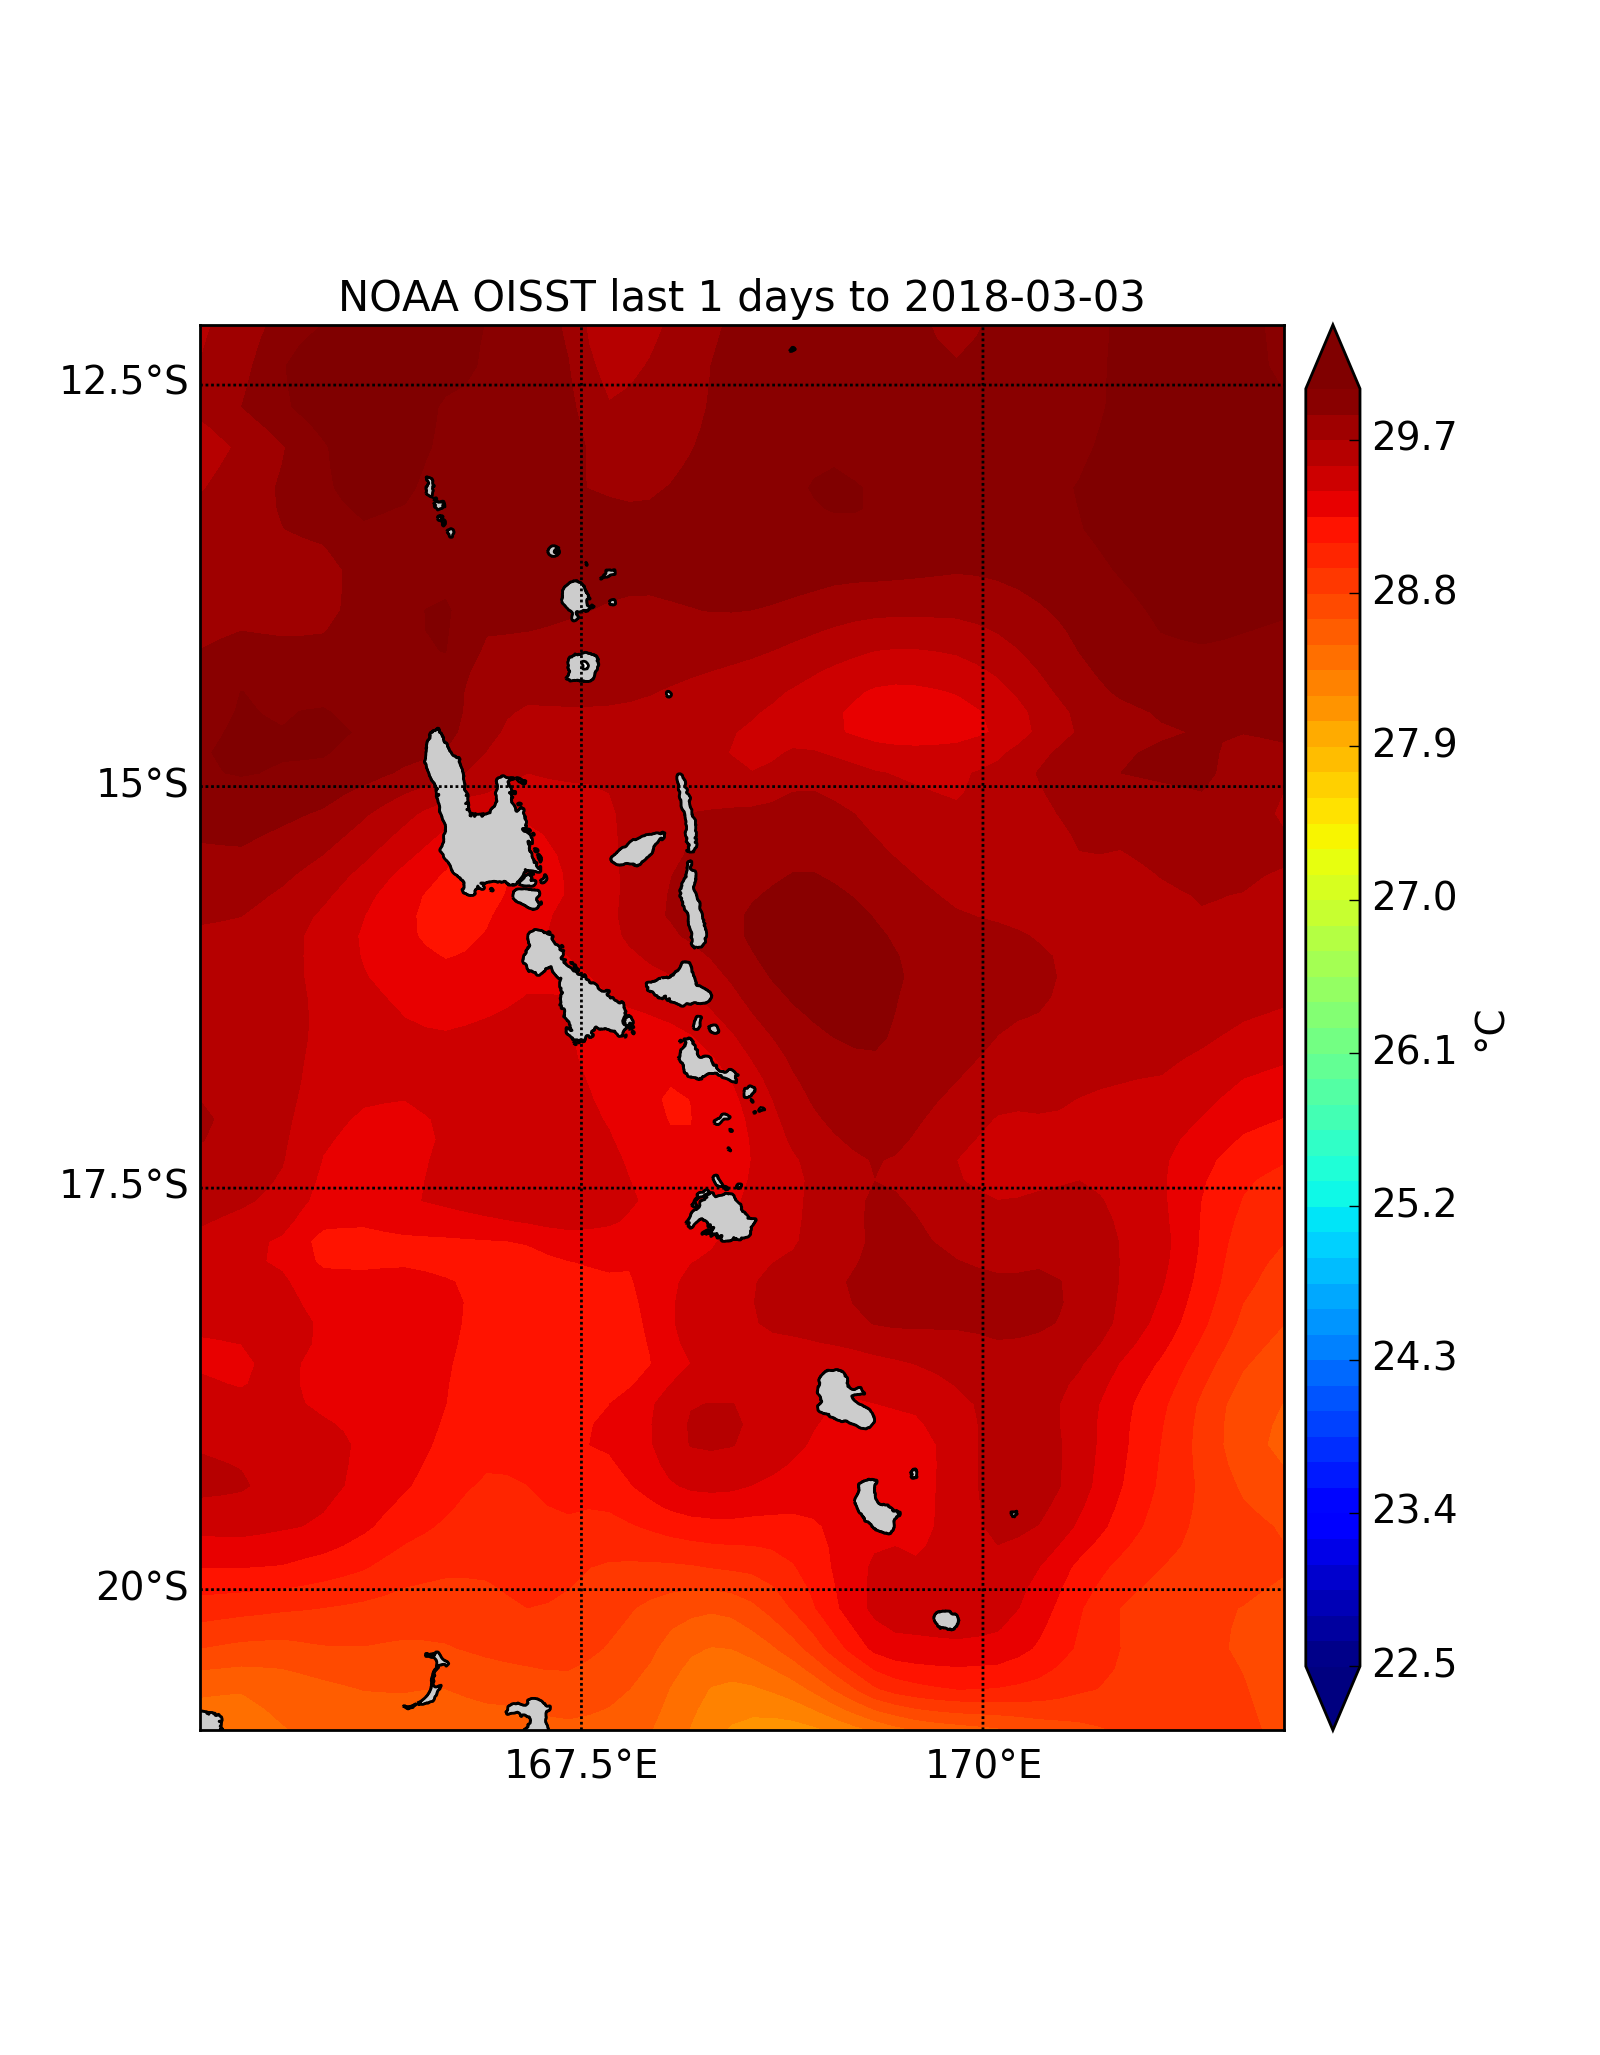 NOAA OISST last 1 days to 2018-03-03
12.5°S
15°S
17.5°S
20°S
167.5°E
170°E
29.7
28.8
27.9
27.0
26.1
25.2
24.3
23.4
22.5
°C